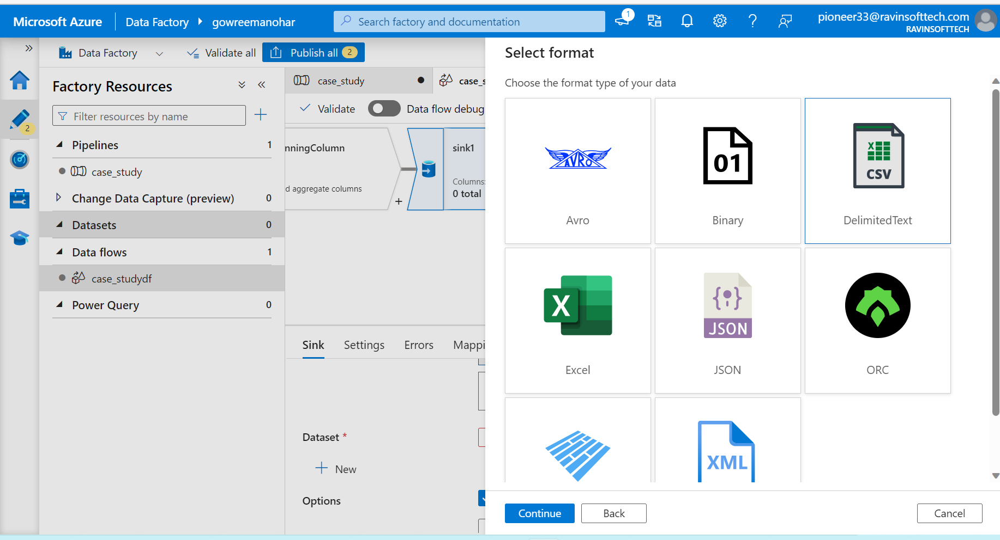 Microsoft Azure
Data Factory
gowreemanohar
Search factory and documentation
1
pioneer33@ravinsofttech.com
RAVINSOFTTECH
Data Factory
Validate all
Publish all 2
Factory Resources
Filter resources by name
2
Pipelines 1
case_study
Change Data Capture (preview) 0
Datasets 0
Data flows 1
case_studydf
Power Query 0
case_study
case_s
Validate
Data flow debug
nningColumn
d aggregate columns
+
sink1
Columns:
0 total
Sink
Settings
Errors
Mappi
Dataset *
New
Options
Select format
Choose the format type of your data
AVRO
Avro
01
Binary
X
CSV
DelimitedText
X
Excel
JSON
JSON
ORC
XML
Continue
Back
Cancel